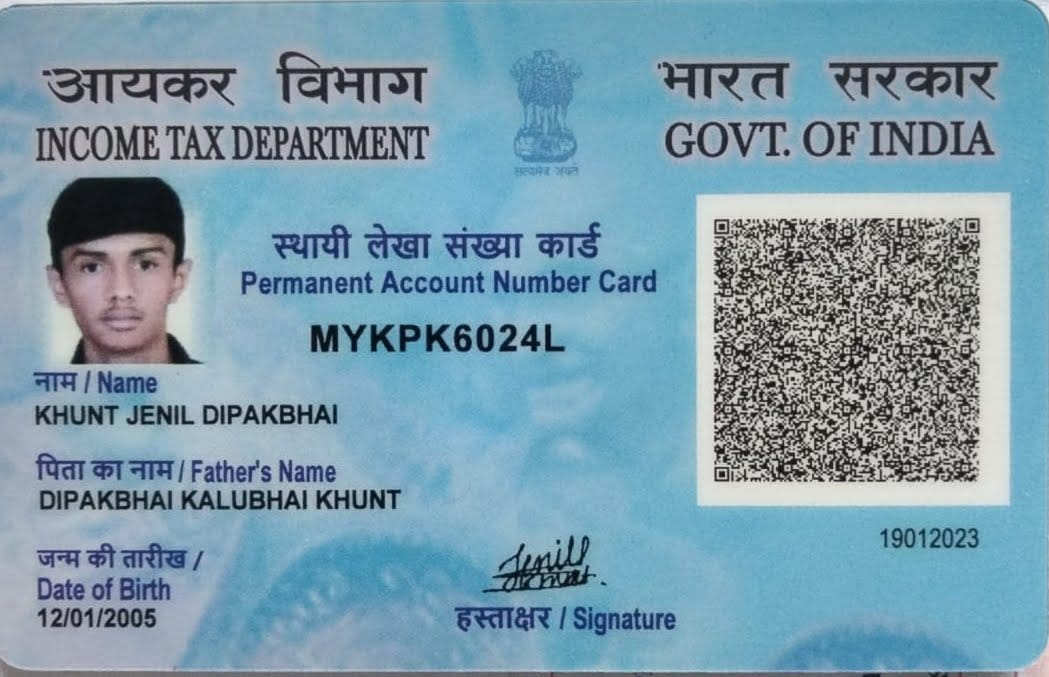 आयकर विभाग
INCOME TAX DEPARTMENT
सत्यमेव जयते
भारत सरकार
GOVT. OF INDIA
स्थायी लेखा संख्या कार्ड
Permanent Account Number Card
MYKPK6024L
नाम / Name
KHUNT JENIL DIPAKBHAI
पिता का नाम / Father's Name
DIPAKBHAI KALUBHAI KHUNT
19012023
जन्म की तारीख /
Date of Birth
12/01/2005
Jenil
हस्ताक्षर / Signature